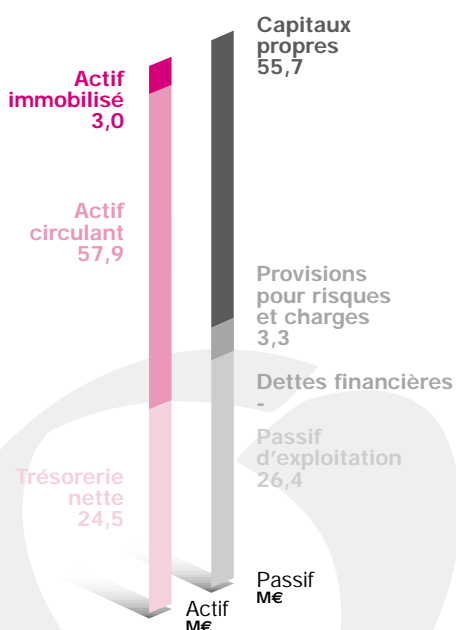 Actif
immobilisé
3,0
Actif
circulant
57,9
Trésorerie
nette
24,5
Actif
M€
Capitaux
propres
55,7
Provisions
pour risques
et charges
3,3
Dettes financières
-
Passif
d'exploitation
26,4
Passif
M€